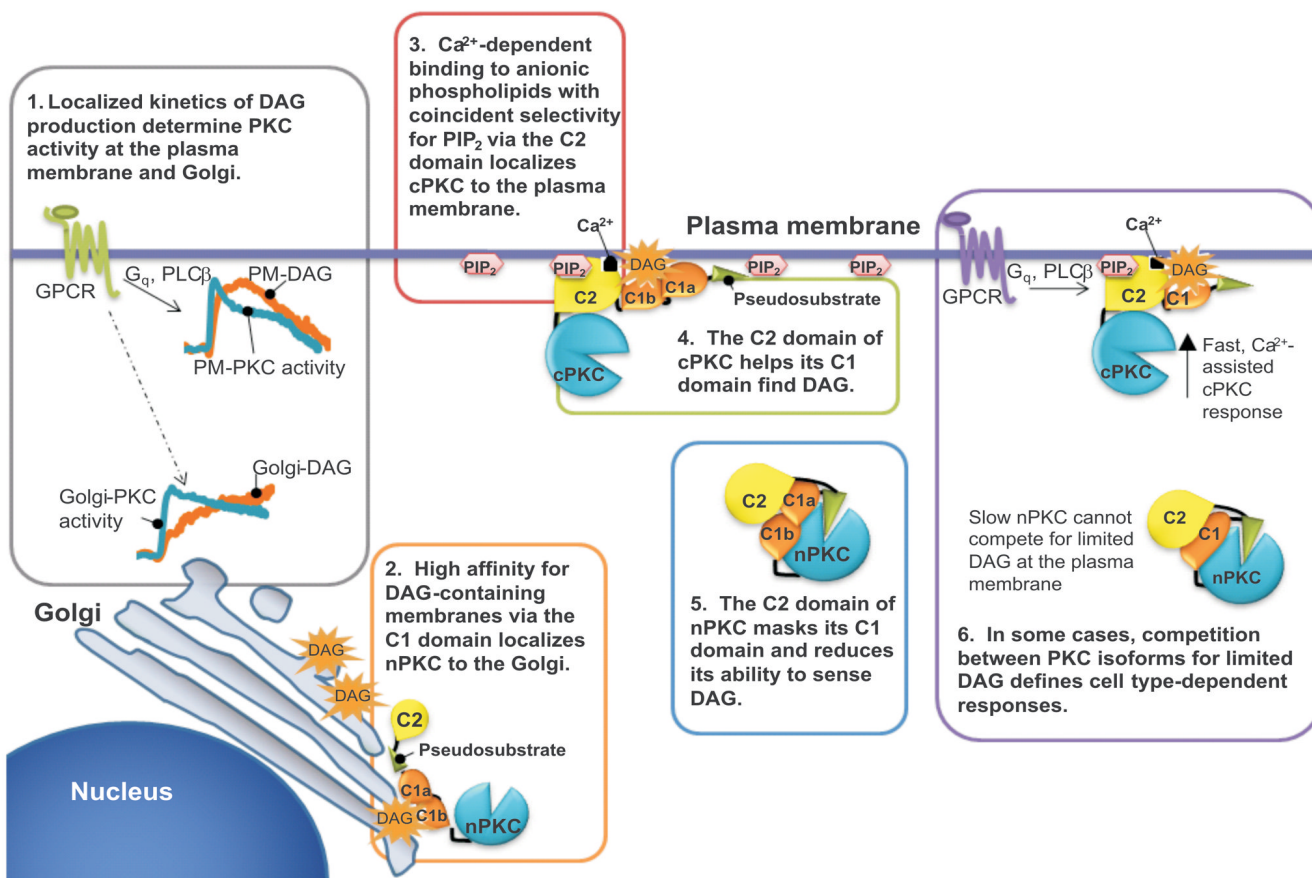 1. Localized kinetics of DAG
production determine PKC
activity at the plasma
membrane and Golgi.
GPCR
Gq, PLCβ
PM-DAG
PM-PKC activity
Golgi-DAG
Golgi-PKC
activity
3. Ca²⁺-dependent
binding to anionic
phospholipids with
coincident selectivity
for PIP₂ via the C2
domain localizes
cPKC to the plasma
membrane.
Ca²⁺
Plasma membrane
PIP₂
PIP₂
DAG
PIP₂
PIP₂
C2
C1b
C1a
Pseudosubstrate
cPKC
4. The C2 domain of
cPKC helps its C1
domain find DAG.
GPCR
Gq, PLCβ
Ca²⁺
PIP₂
DAG
C2
C1
cPKC
Fast, Ca²⁺-
assisted
cPKC
response
C2
C1a
C1b
nPKC
5. The C2 domain of
nPKC masks its C1
domain and reduces
its ability to sense
DAG.
Slow nPKC cannot
compete for limited
DAG at the plasma
membrane
C2
C1
nPKC
6. In some cases, competition
between PKC isoforms for limited
DAG defines cell type-dependent
responses.
Golgi
2. High affinity for
DAG-containing
membranes via the
C1 domain localizes
nPKC to the Golgi.
DAG
DAG
C2
Pseudosubstrate
C1a
DAG
C1b
nPKC
Nucleus